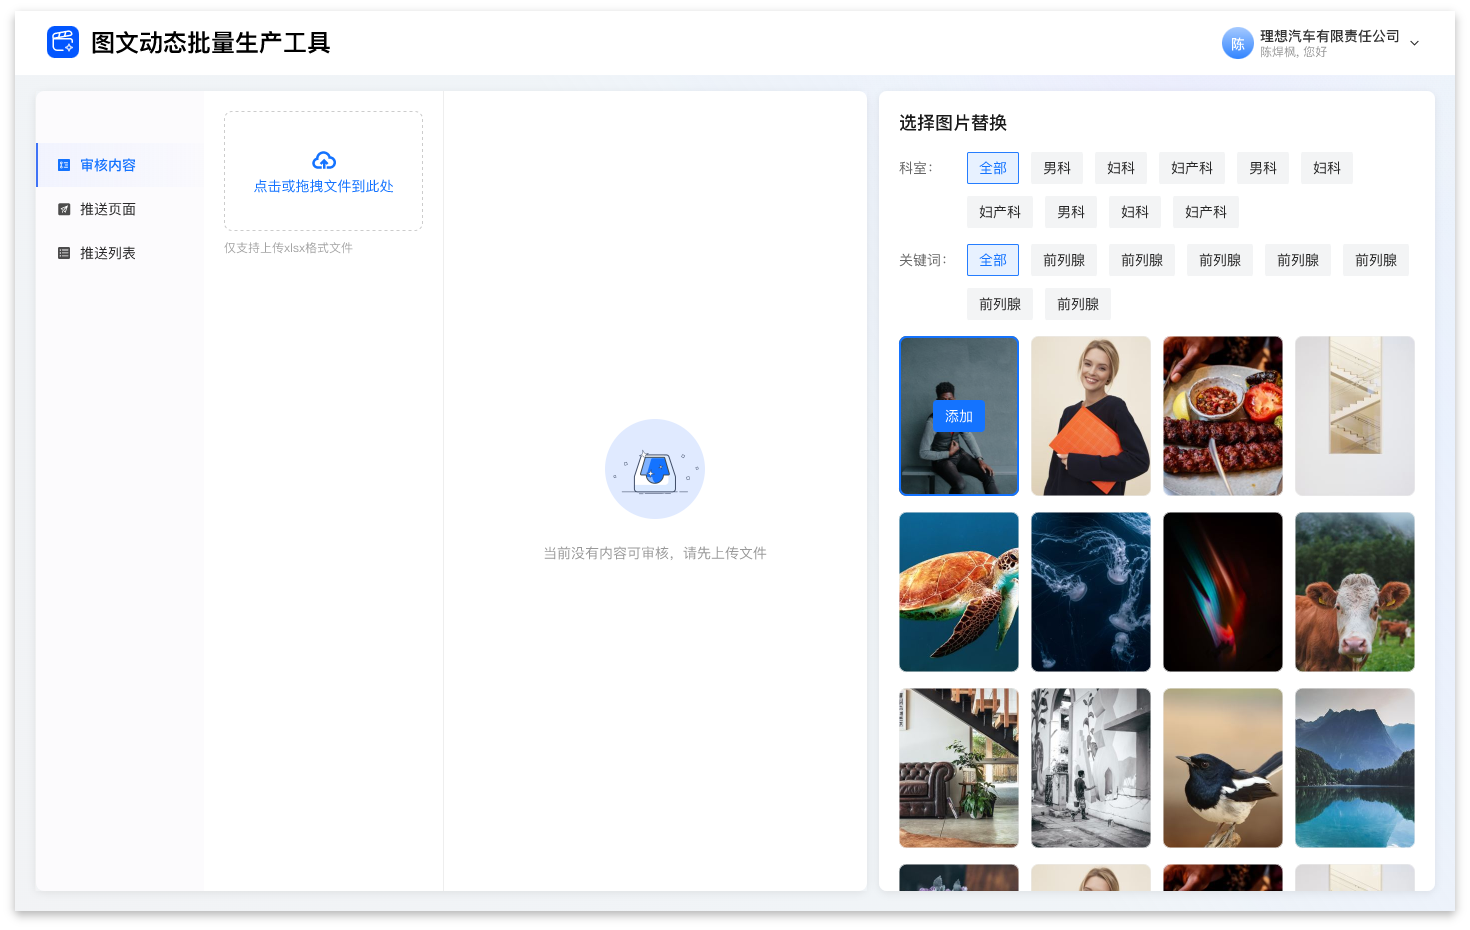 图文动态批量生产工具
陈
理想汽车有限责任公司
陈焊枫, 您好
审核内容
推送页面
推送列表
点击或拖拽文件到此处
仅支持上传xlsx格式文件
当前没有内容可审核，请先上传文件
选择图片替换
科室： 全部 男科 妇科 妇产科 男科 妇科
妇产科 男科 妇科 妇产科
关键词： 全部 前列腺 前列腺 前列腺 前列腺 前列腺
前列腺 前列腺
添加